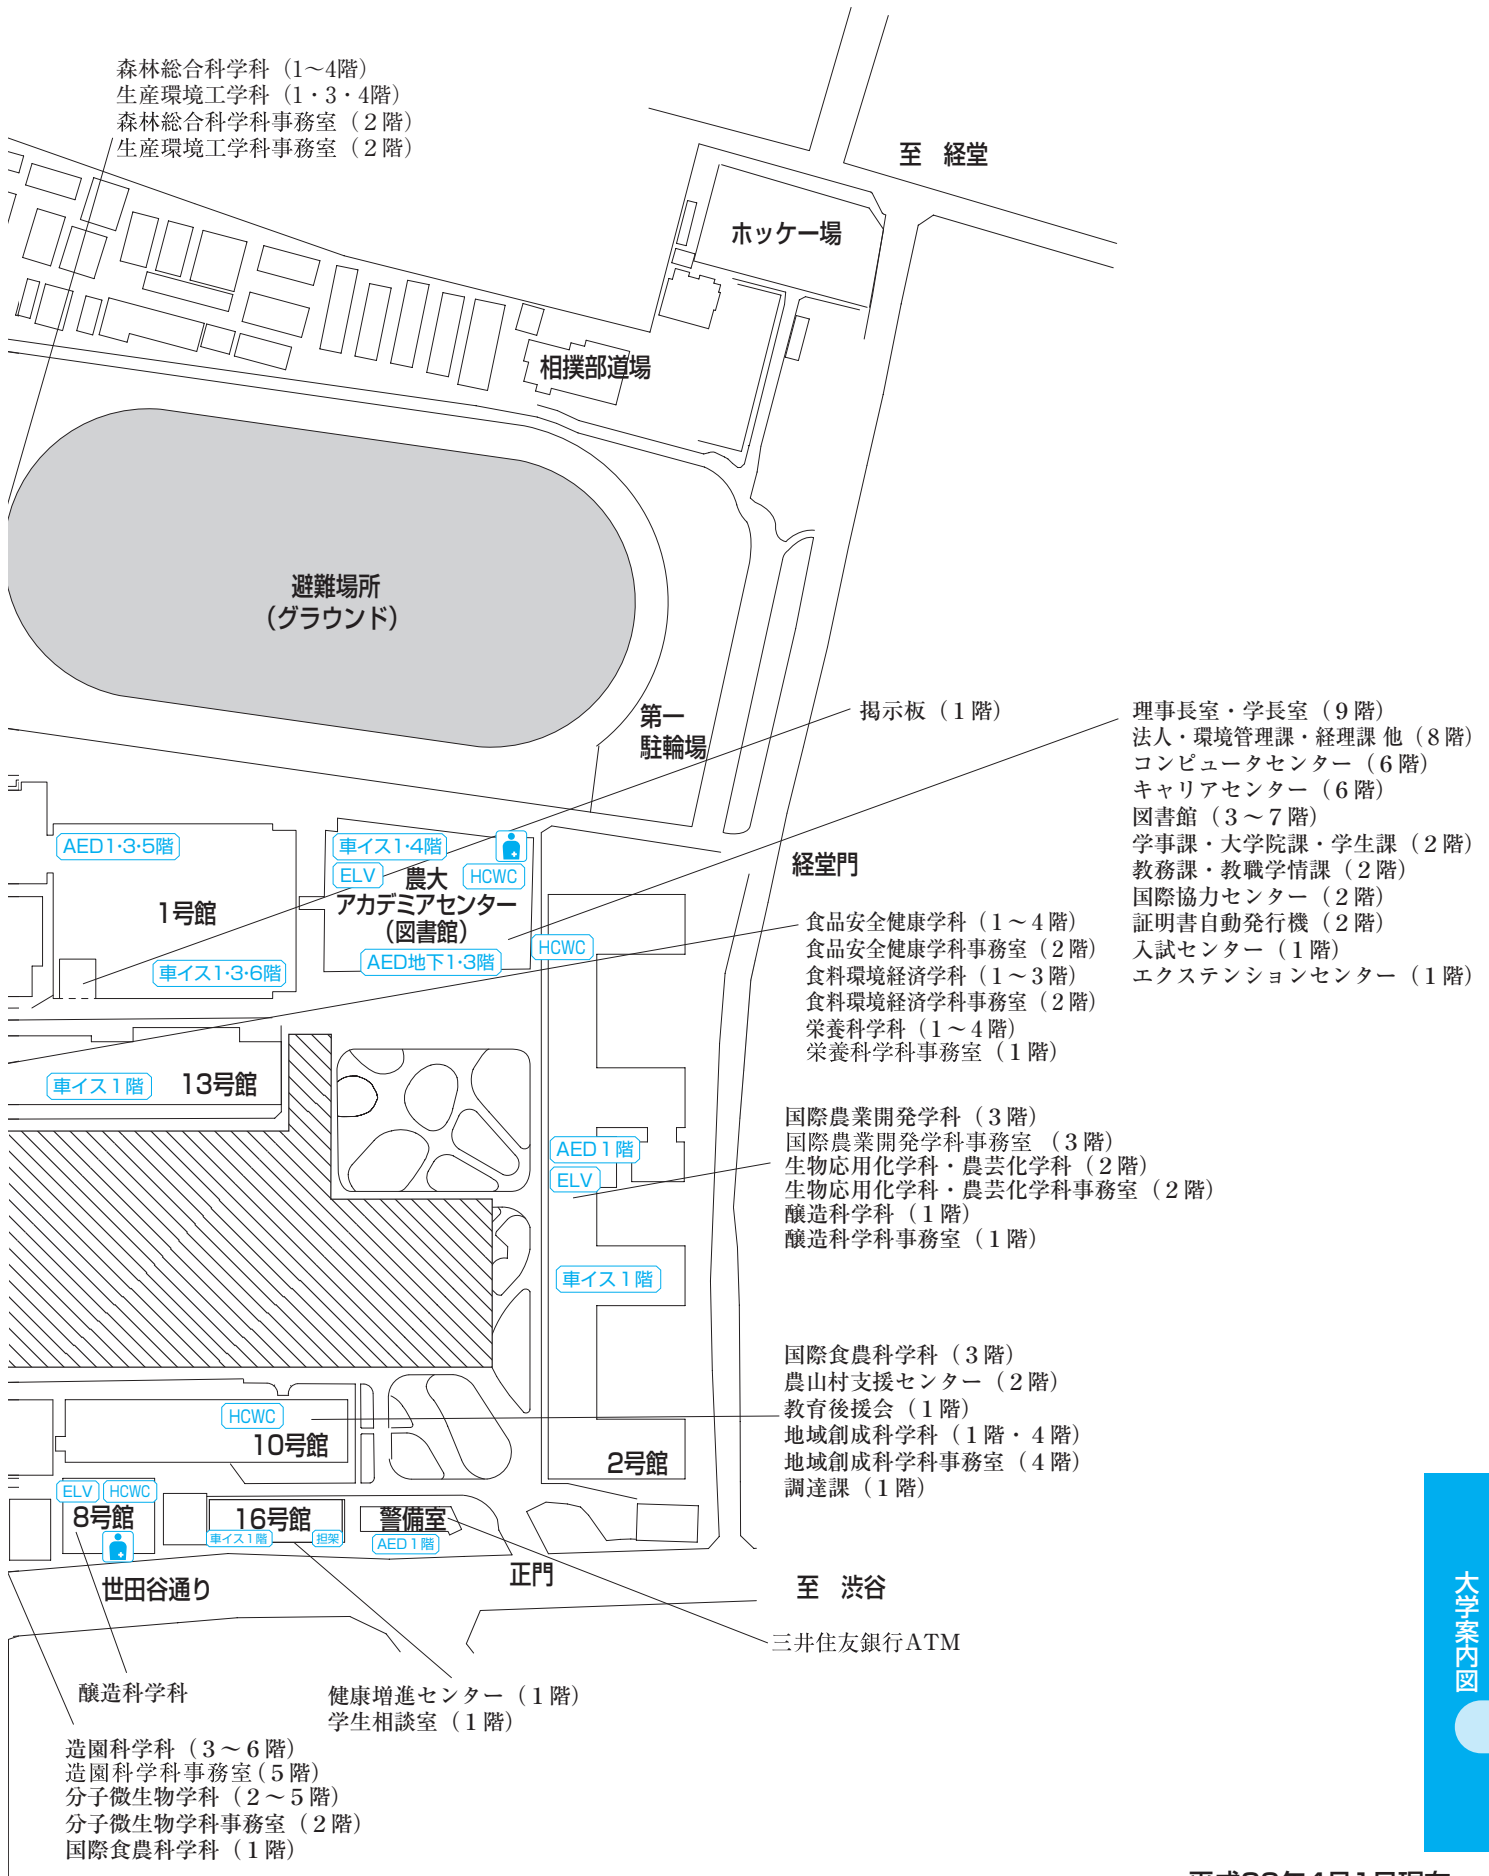 森林総合科学科（1～4階）
生産環境工学科（1・3・4階）
森林総合科学科事務室（２階）
生産環境工学科事務室（２階）
至　経堂
ホッケー場
相撲部道場
避難場所
（グラウンド）
第一
駐輪場
掲示板（１階）
理事長室・学長室（９階）
法人・環境管理課・経理課 他（８階）
コンピュータセンター（６階）
キャリアセンター（６階）
図書館（３～７階）
学事課・大学院課・学生課（２階）
教務課・教職学情課（２階）
国際協力センター（２階）
証明書自動発行機（２階）
入試センター（１階）
エクステンションセンター（１階）
AED1・3・5階
1号館
車イス1・3・6階
車イス1・4階
ELV
HCWC
農大
アカデミアセンター
（図書館）
AED地下1・3階
HCWC
経堂門
食品安全健康学科（１～４階）
食品安全健康学科事務室（２階）
食料環境経済学科（１～３階）
食料環境経済学科事務室（２階）
栄養科学科（１～４階）
栄養科学科事務室（１階）
車イス1階
13号館
国際農業開発学科（３階）
国際農業開発学科事務室（３階）
生物応用化学科・農芸化学科（２階）
生物応用化学科・農芸化学科事務室（２階）
醸造科学科（１階）
醸造科学科事務室（１階）
AED1階
ELV
車イス1階
2号館
国際食農科学科（３階）
農山村支援センター（２階）
教育後援会（１階）
地域創成科学科（１階・４階）
地域創成科学科事務室（４階）
調達課（１階）
HCWC
10号館
ELV
HCWC
8号館
16号館
車イス1階
担架
警備室
AED1階
正門
世田谷通り
至　渋谷
三井住友銀行ATM
醸造科学科
健康増進センター（１階）
学生相談室（１階）
造園科学科（３～６階）
造園科学科事務室（５階）
分子微生物学科（２～５階）
分子微生物学科事務室（２階）
国際食農科学科（１階）
大学案内図